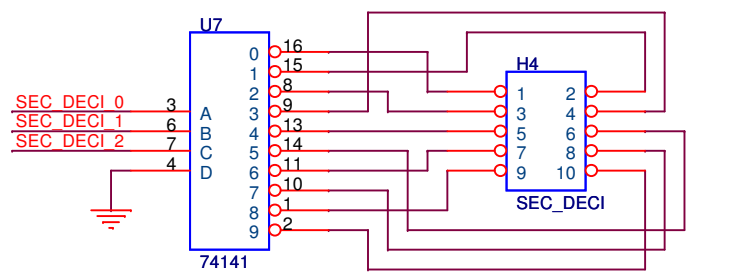 U7
0 16
1 15
2 8
SEC_DECI_0 3 A 3 9
SEC_DECI_1 6 B 4 13
SEC_DECI_2 7 C 5 14
4 D 6 11
7 10
8 1
9 2
74141
H4
1 2
3 4
5 6
7 8
9 10
SEC_DECI